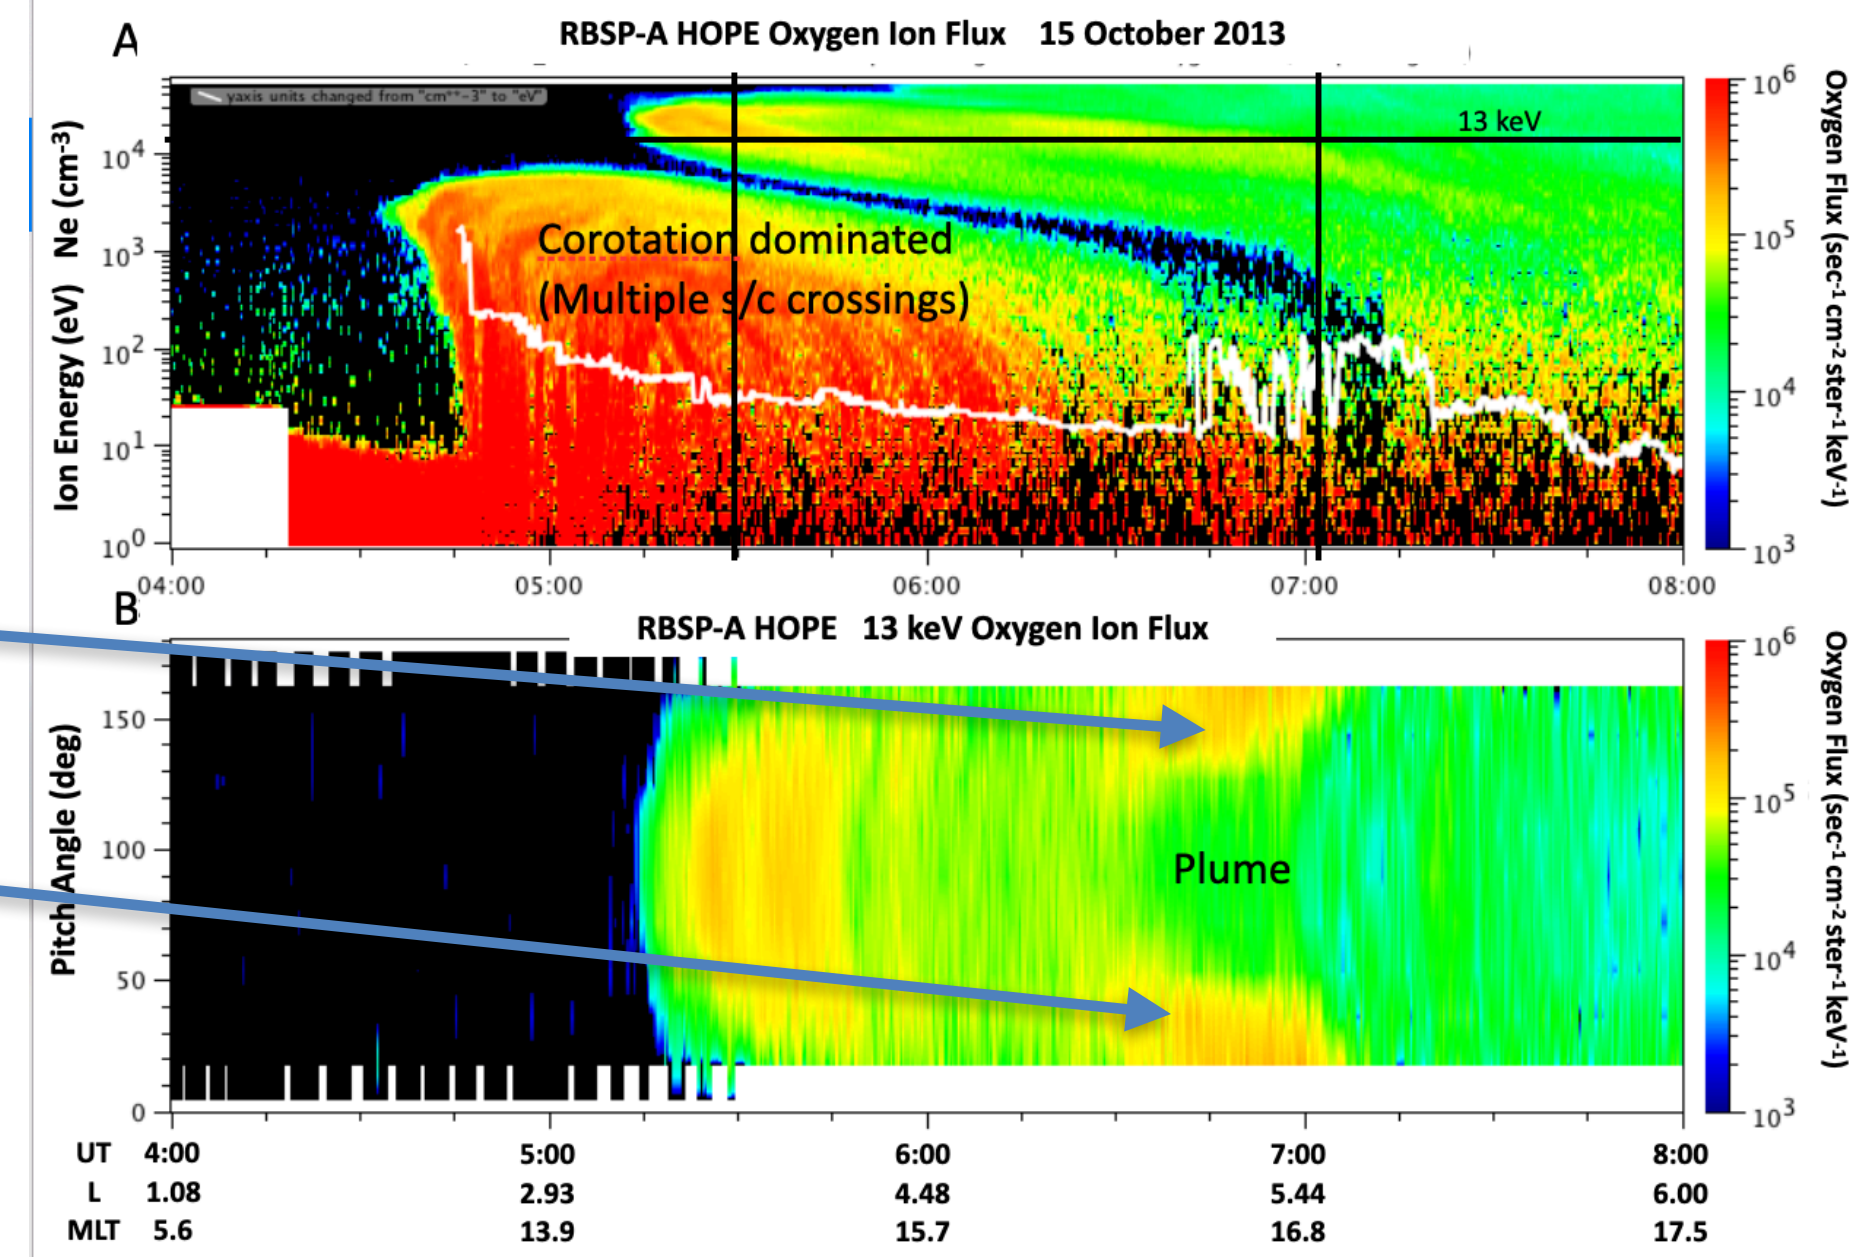 A
RBSP-A HOPE Oxygen Ion Flux 15 October 2013
yaxis units changed from "cm**-3" to "eV"
13 keV
Corotation dominated
(Multiple s/c crossings)
Ion Energy (eV) Ne (cm-3)
10^4
10^3
10^2
10^1
10^0
04:00 05:00 06:00 07:00 08:00
10^6
10^5
10^4
10^3
Oxygen Flux (sec-1 cm-2 ster-1 keV-1)
B
RBSP-A HOPE 13 keV Oxygen Ion Flux
Pitch Angle (deg)
150
100
50
0
Plume
10^6
10^5
10^4
10^3
Oxygen Flux (sec-1 cm-2 ster-1 keV-1)
UT 4:00 5:00 6:00 7:00 8:00
L 1.08 2.93 4.48 5.44 6.00
MLT 5.6 13.9 15.7 16.8 17.5